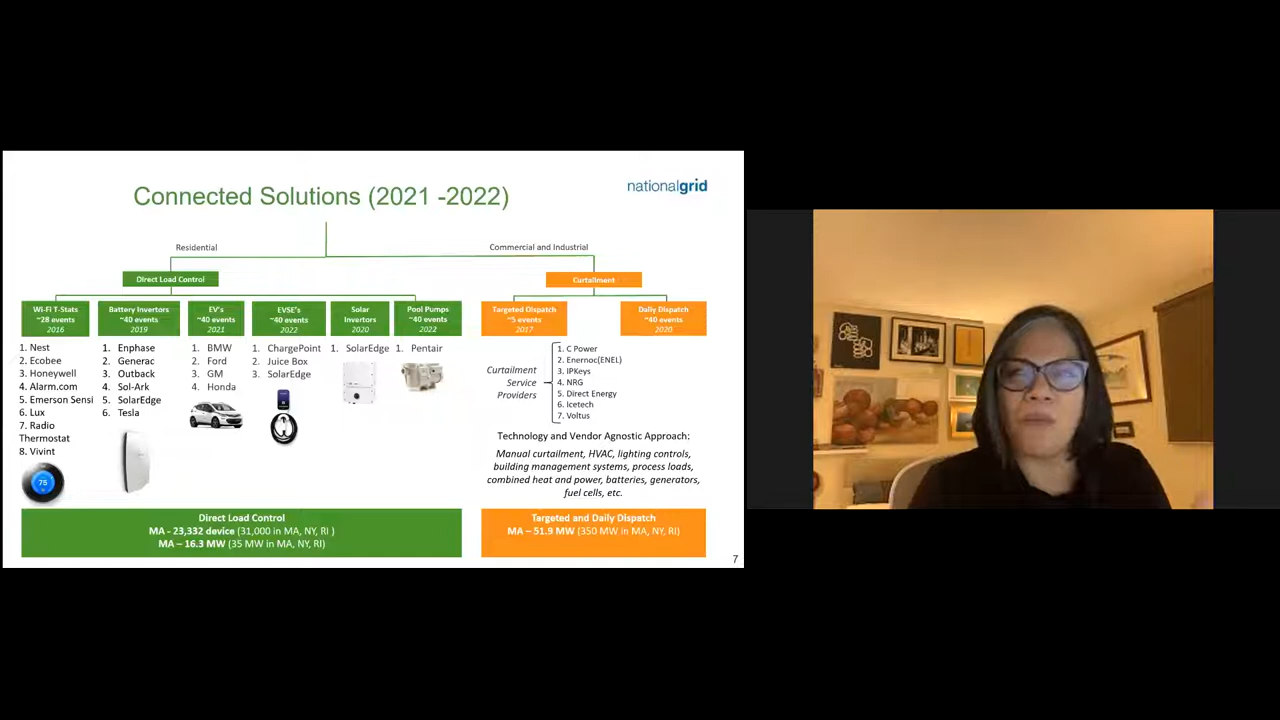 Connected Solutions (2021 -2022)
nationalgrid
Residential
Commercial and Industrial
Direct Load Control
Curtailment
Wi-Fi T-Stats
~28 events
2016
Battery Invertors
~40 events
2019
EV's
~40 events
2021
EVSE's
~40 events
2022
Solar
Invertors
2020
Pool Pumps
~40 events
2022
Targeted Dispatch
~5 events
2017
Daily Dispatch
~40 events
2020
1. Nest
2. Ecobee
3. Honeywell
4. Alarm.com
5. Emerson Sensi
6. Lux
7. Radio
Thermostat
8. Vivint
75
1. Enphase
2. Generac
3. Outback
4. Sol-Ark
5. SolarEdge
6. Tesla
1. BMW
2. Ford
3. GM
4. Honda
1. ChargePoint
2. Juice Box
3. SolarEdge
1. SolarEdge
1. Pentair
Curtailment
Service
Providers
1. C Power
2. Enernoc(ENEL)
3. IPKeys
4. NRG
5. Direct Energy
6. Icetech
7. Voltus
Technology and Vendor Agnostic Approach:
Manual curtailment, HVAC, lighting controls,
building management systems, process loads,
combined heat and power, batteries, generators,
fuel cells, etc.
Direct Load Control
MA - 23,332 device (31,000 in MA, NY, RI )
MA – 16.3 MW (35 MW in MA, NY, RI)
Targeted and Daily Dispatch
MA – 51.9 MW (350 MW in MA, NY, RI)
7